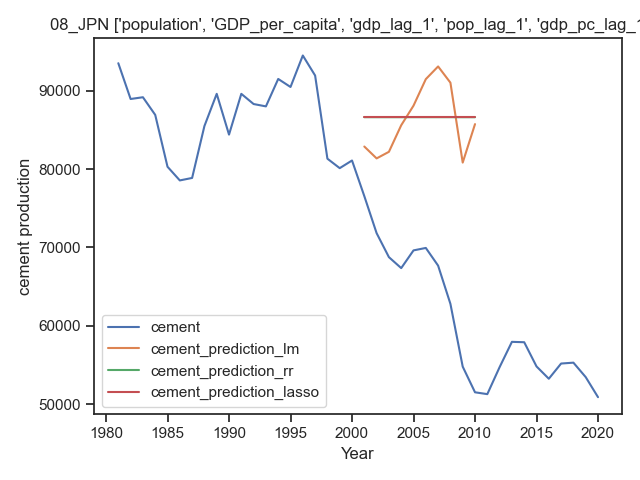 08_JPN ['population', 'GDP_per_capita', 'gdp_lag_1', 'pop_lag_1', 'gdp_pc_lag_1
90000
80000
70000
60000
50000
cement production
cement
cement_prediction_lm
cement_prediction_rr
cement_prediction_lasso
1980 1985 1990 1995 2000 2005 2010 2015 2020
Year